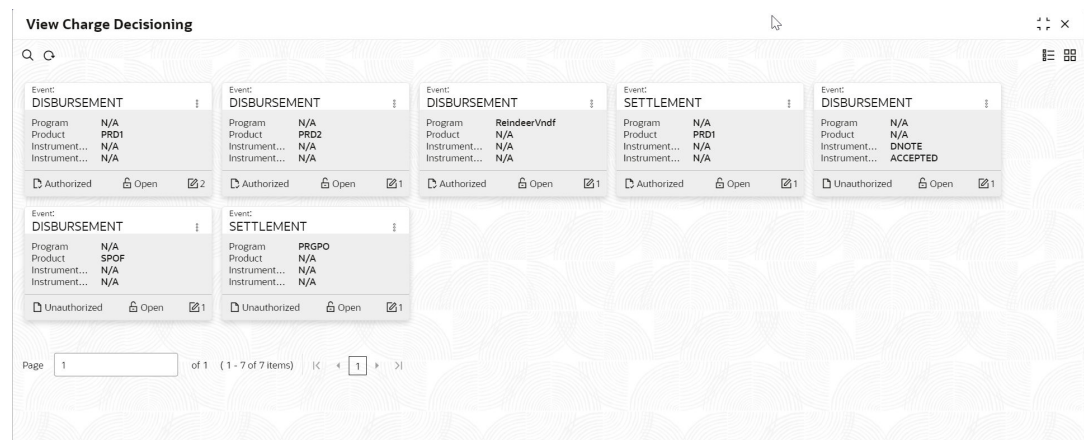 View Charge Decisioning
Event:
DISBURSEMENT
Program N/A
Product PRD1
Instrument... N/A
Instrument... N/A
Authorized Open 2
Event:
DISBURSEMENT
Program N/A
Product PRD2
Instrument... N/A
Instrument... N/A
Authorized Open 1
Event:
DISBURSEMENT
Program ReindeerVndf
Product N/A
Instrument... N/A
Instrument... N/A
Authorized Open 1
Event:
SETTLEMENT
Program N/A
Product PRD1
Instrument... N/A
Instrument... N/A
Authorized Open 1
Event:
DISBURSEMENT
Program N/A
Product N/A
Instrument... DNOTE
Instrument... ACCEPTED
Unauthorized Open 1
Event:
DISBURSEMENT
Program N/A
Product SPOF
Instrument... N/A
Instrument... N/A
Unauthorized Open 1
Event:
SETTLEMENT
Program PRGPO
Product N/A
Instrument... N/A
Instrument... N/A
Unauthorized Open 1
Page 1 of 1 ( 1 - 7 of 7 items) 1